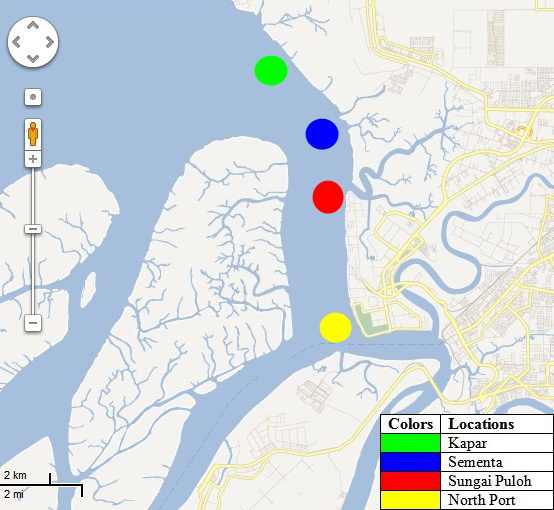 2 km
2 mi
Colors Locations
Kapar
Sementa
Sungai Puloh
North Port